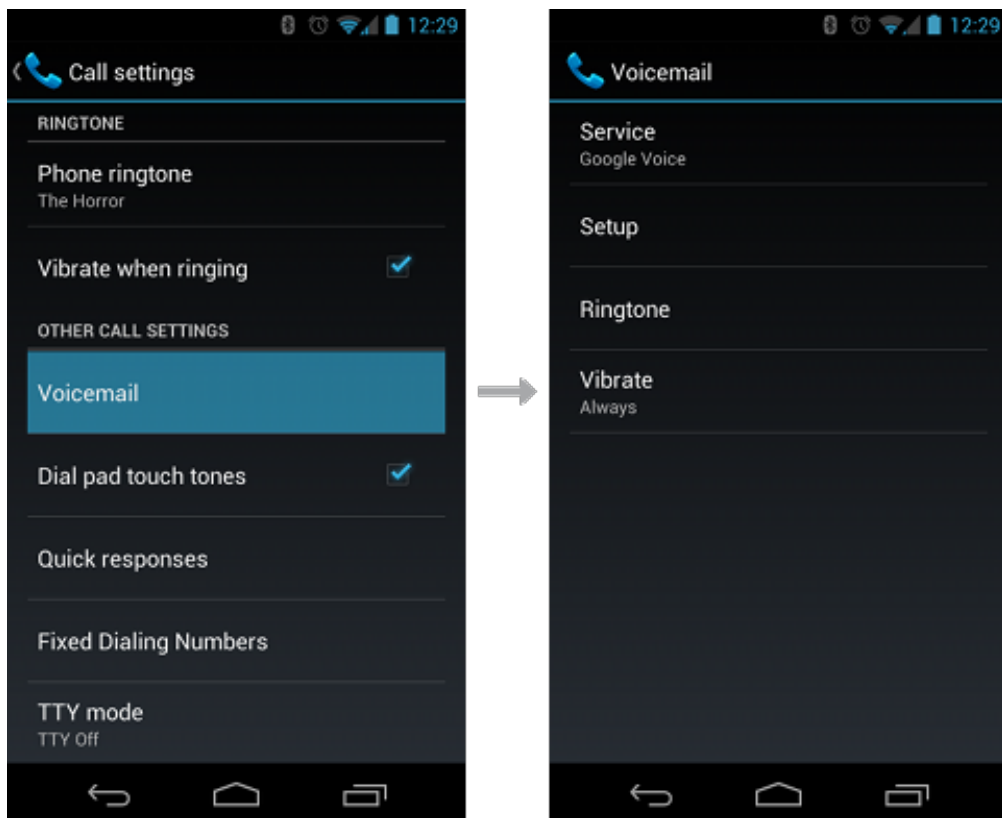 12:29
Call settings
RINGTONE
Phone ringtone
The Horror
Vibrate when ringing
OTHER CALL SETTINGS
Voicemail
Dial pad touch tones
Quick responses
Fixed Dialing Numbers
TTY mode
TTY Off
12:29
Voicemail
Service
Google Voice
Setup
Ringtone
Vibrate
Always